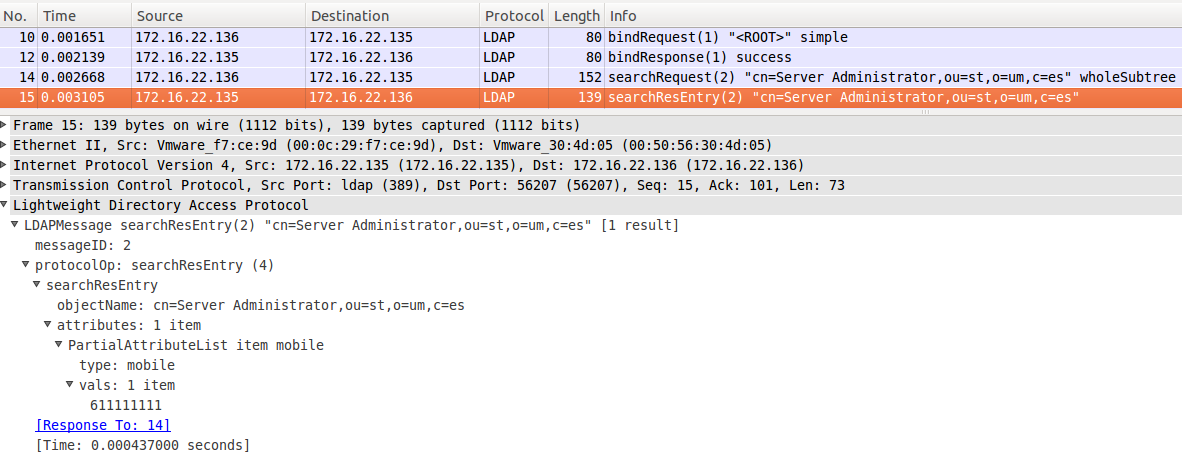 No. Time Source Destination Protocol Length Info
10 0.001651 172.16.22.136 172.16.22.135 LDAP 80 bindRequest(1) "<ROOT>" simple
12 0.002139 172.16.22.135 172.16.22.136 LDAP 80 bindResponse(1) success
14 0.002668 172.16.22.136 172.16.22.135 LDAP 152 searchRequest(2) "cn=Server Administrator,ou=st,o=um,c=es" wholeSubtree
15 0.003105 172.16.22.135 172.16.22.136 LDAP 139 searchResEntry(2) "cn=Server Administrator,ou=st,o=um,c=es"
Frame 15: 139 bytes on wire (1112 bits), 139 bytes captured (1112 bits)
Ethernet II, Src: Vmware_f7:ce:9d (00:0c:29:f7:ce:9d), Dst: Vmware_30:4d:05 (00:50:56:30:4d:05)
Internet Protocol Version 4, Src: 172.16.22.135 (172.16.22.135), Dst: 172.16.22.136 (172.16.22.136)
Transmission Control Protocol, Src Port: ldap (389), Dst Port: 56207 (56207), Seq: 15, Ack: 101, Len: 73
Lightweight Directory Access Protocol
LDAPMessage searchResEntry(2) "cn=Server Administrator,ou=st,o=um,c=es" [1 result]
messageID: 2
protocolOp: searchResEntry (4)
searchResEntry
objectName: cn=Server Administrator,ou=st,o=um,c=es
attributes: 1 item
PartialAttributeList item mobile
type: mobile
vals: 1 item
611111111
[Response To: 14]
[Time: 0.000437000 seconds]